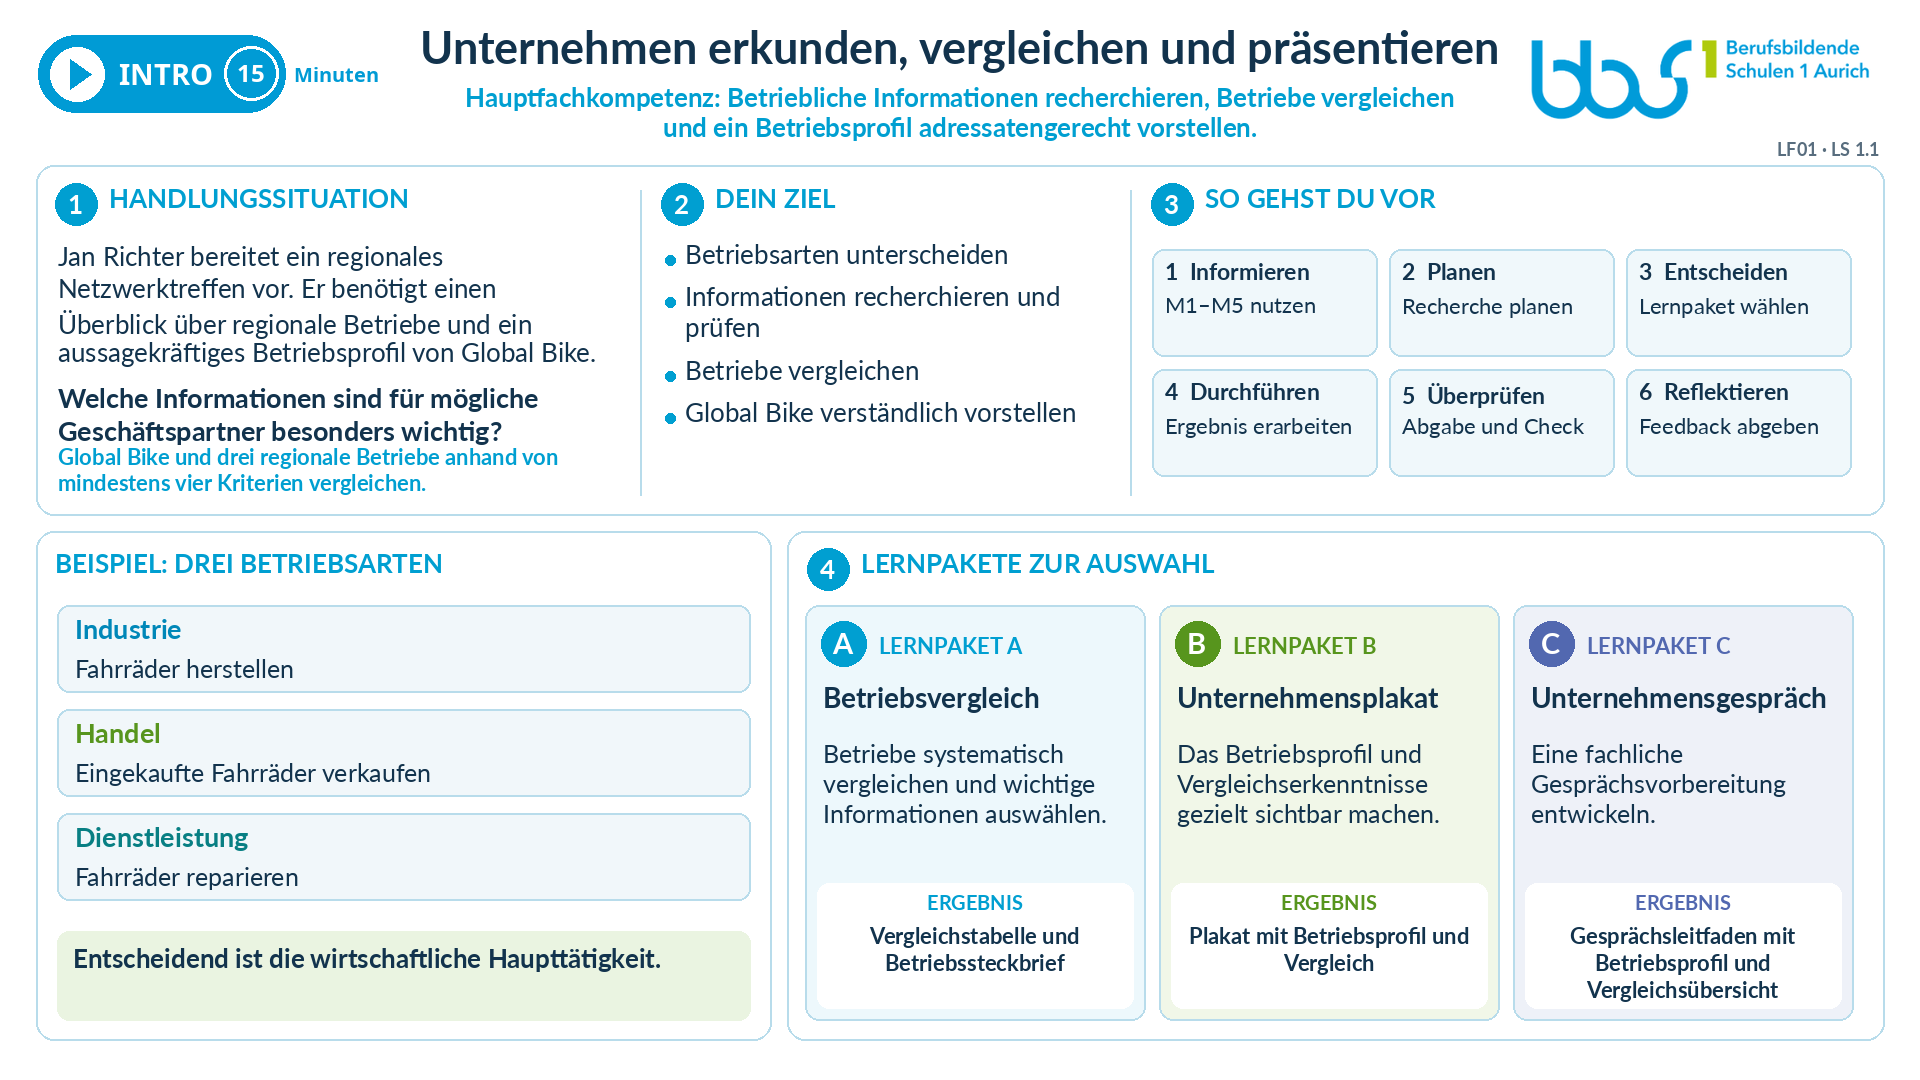 INTRO 15 Minuten
Unternehmen erkunden, vergleichen und präsentieren
Hauptfachkompetenz: Betriebliche Informationen recherchieren, Betriebe vergleichen
und ein Betriebsprofil adressatengerecht vorstellen.
bbs 1 Berufsbildende
Schulen 1 Aurich
LF01 · LS 1.1
1 HANDLUNGSSITUATION
Jan Richter bereitet ein regionales
Netzwerktreffen vor. Er benötigt einen
Überblick über regionale Betriebe und ein
aussagekräftiges Betriebsprofil von Global Bike.
Welche Informationen sind für mögliche
Geschäftspartner besonders wichtig?
Global Bike und drei regionale Betriebe anhand von
mindestens vier Kriterien vergleichen.
2 DEIN ZIEL
• Betriebsarten unterscheiden
• Informationen recherchieren und
prüfen
• Betriebe vergleichen
• Global Bike verständlich vorstellen
3 SO GEHST DU VOR
1 Informieren
M1–M5 nutzen
2 Planen
Recherche planen
3 Entscheiden
Lernpaket wählen
4 Durchführen
Ergebnis erarbeiten
5 Überprüfen
Abgabe und Check
6 Reflektieren
Feedback abgeben
BEISPIEL: DREI BETRIEBSARTEN
Industrie
Fahrräder herstellen
Handel
Eingekaufte Fahrräder verkaufen
Dienstleistung
Fahrräder reparieren
Entscheidend ist die wirtschaftliche Haupttätigkeit.
4 LERNPAKETE ZUR AUSWAHL
A LERNPAKET A
Betriebsvergleich
Betriebe systematisch
vergleichen und wichtige
Informationen auswählen.
ERGEBNIS
Vergleichstabelle und
Betriebssteckbrief
B LERNPAKET B
Unternehmensplakat
Das Betriebsprofil und
Vergleichserkenntnisse
gezielt sichtbar machen.
ERGEBNIS
Plakat mit Betriebsprofil und
Vergleich
C LERNPAKET C
Unternehmensgespräch
Eine fachliche
Gesprächsvorbereitung
entwickeln.
ERGEBNIS
Gesprächsleitfaden mit
Betriebsprofil und
Vergleichsübersicht